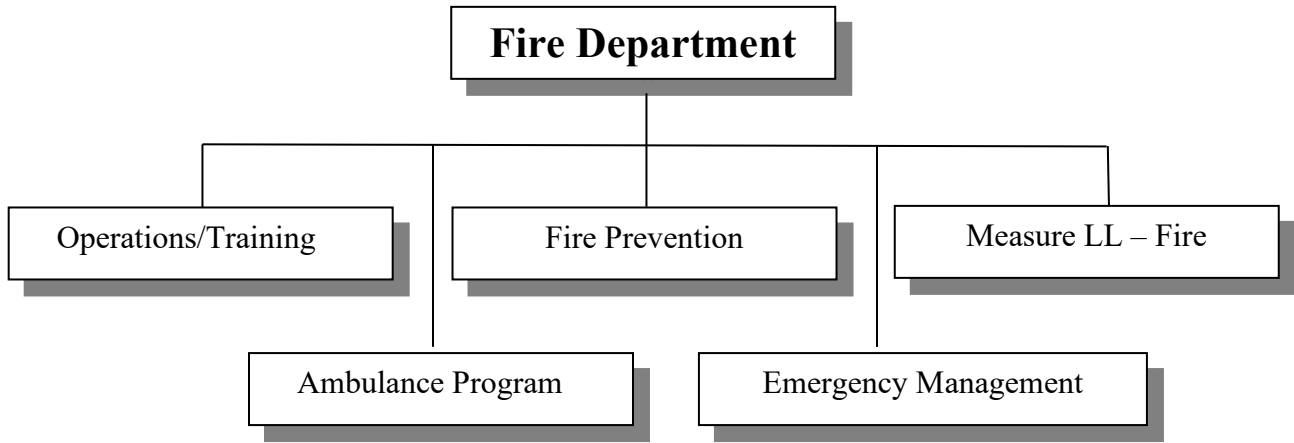 Fire Department
Operations/Training
Fire Prevention
Measure LL – Fire
Ambulance Program
Emergency Management